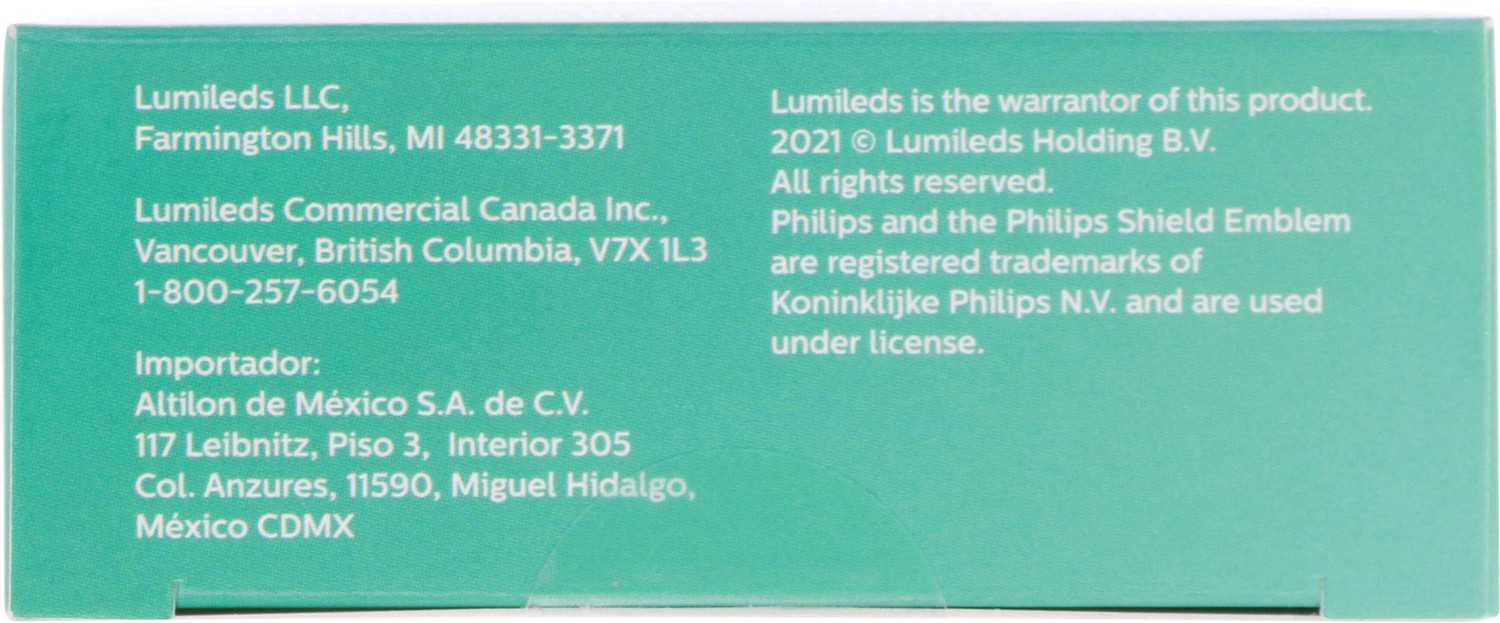 Lumileds LLC,
Farmington Hills, MI 48331-3371
Lumileds Commercial Canada Inc.,
Vancouver, British Columbia, V7X 1L3
1-800-257-6054
Importador:
Altilon de México S.A. de C.V.
117 Leibnitz, Piso 3, Interior 305
Col. Anzures, 11590, Miguel Hidalgo,
México CDMX
Lumileds is the warrantor of this product.
2021 © Lumileds Holding B.V.
All rights reserved.
Philips and the Philips Shield Emblem
are registered trademarks of
Koninklijke Philips N.V. and are used
under license.